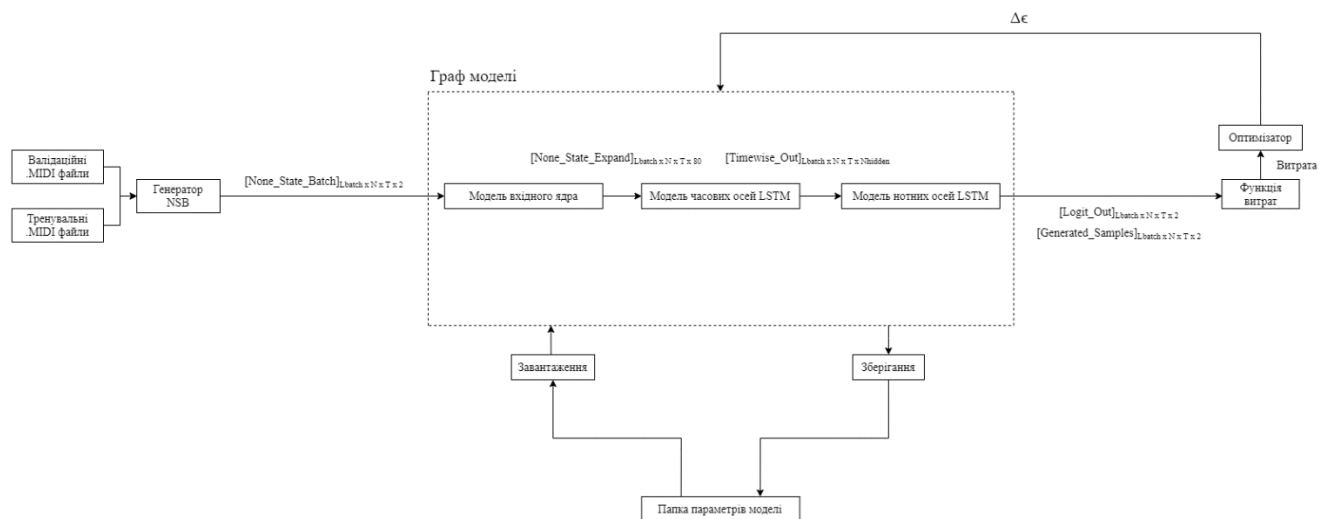 Δє
Граф моделі
Оптимізатор
Валідаційні
.MIDI файли
[None_State_Expand]Lbatch x N x T x 80
[Timewise_Out]Lbatch x N x T x Nhidden
Витрата
Генератор
NSB
[None_State_Batch]Lbatch x N x T x 2
Модель вхідного ядра
Модель часових осей LSTM
Модель нотних осей LSTM
Функція
витрат
Тренувальні
.MIDI файли
[Logit_Out]Lbatch x N x T x 2
[Generated_Samples]Lbatch x N x T x 2
Завантаження
Зберігання
Папка параметрів моделі